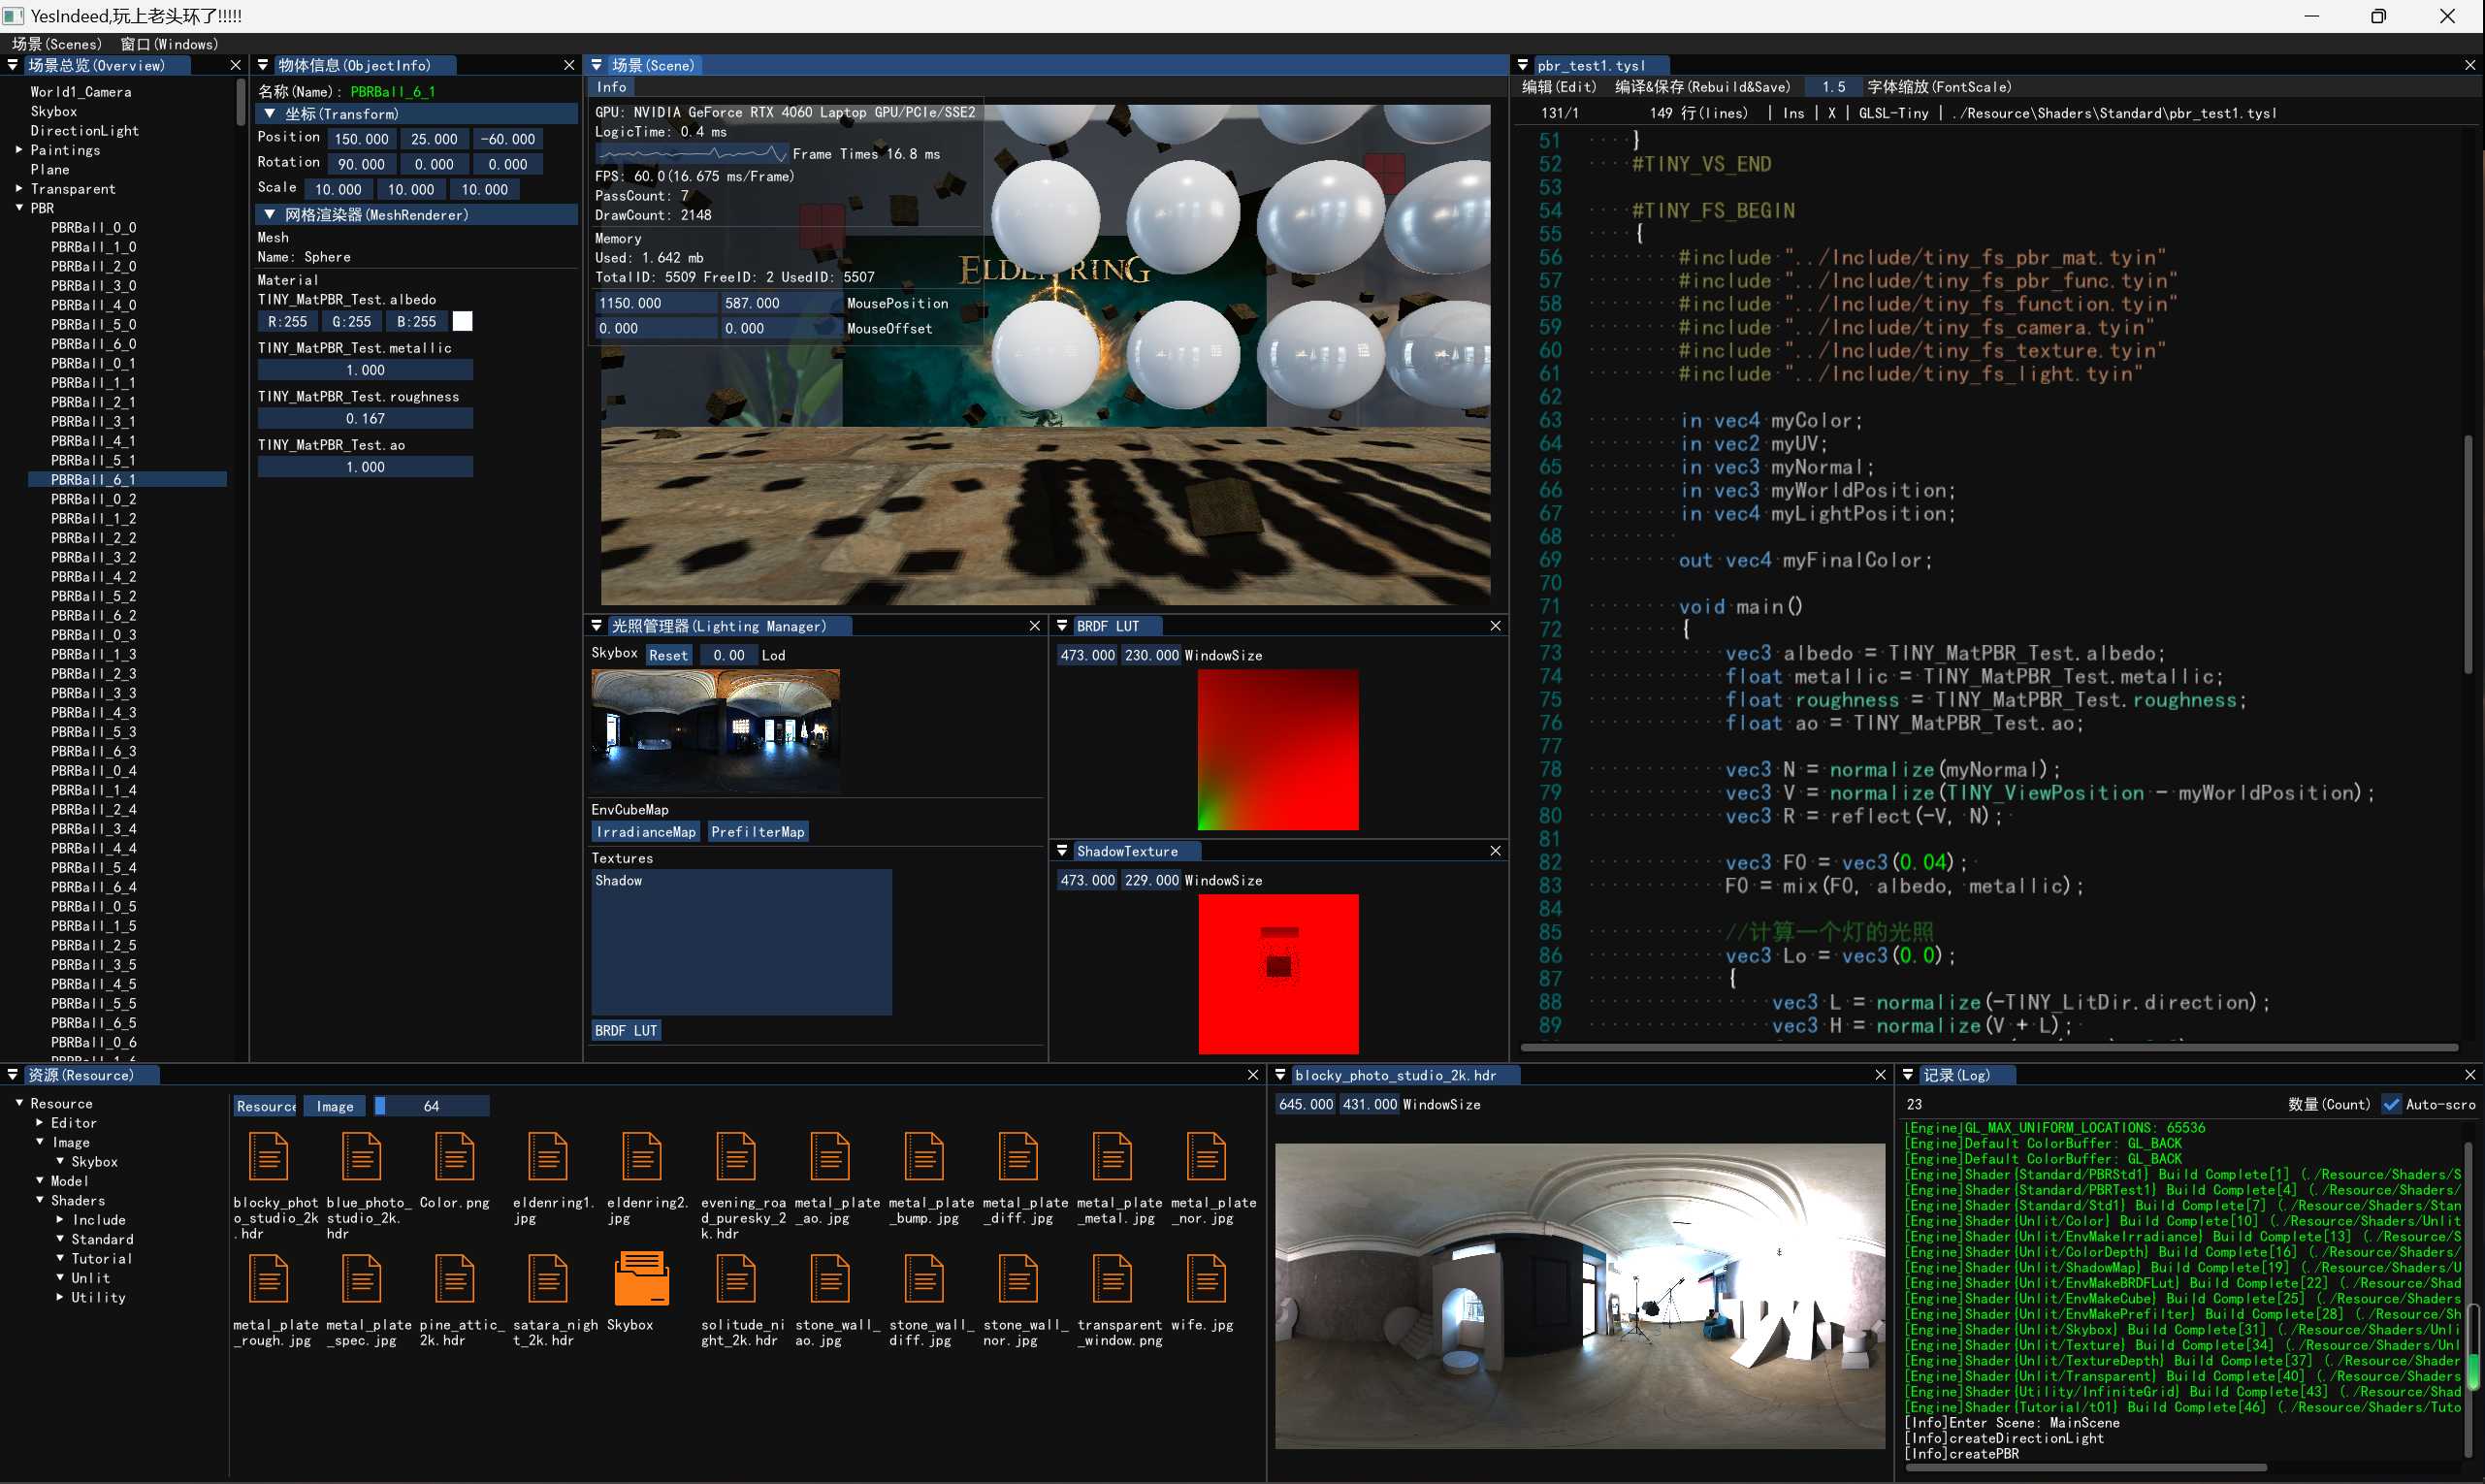 YesIndeed,玩上老头环了!!!!!
场景(Scenes) 窗口(Windows)
场景总览(Overview)
World1_Camera
Skybox
DirectionLight
Paintings
Plane
Transparent
PBR
PBRBall_0_0
PBRBall_1_0
PBRBall_2_0
PBRBall_3_0
PBRBall_4_0
PBRBall_5_0
PBRBall_6_0
PBRBall_0_1
PBRBall_1_1
PBRBall_2_1
PBRBall_3_1
PBRBall_4_1
PBRBall_5_1
PBRBall_6_1
PBRBall_0_2
PBRBall_1_2
PBRBall_2_2
PBRBall_3_2
PBRBall_4_2
PBRBall_5_2
PBRBall_6_2
PBRBall_0_3
PBRBall_1_3
PBRBall_2_3
PBRBall_3_3
PBRBall_4_3
PBRBall_5_3
PBRBall_6_3
PBRBall_0_4
PBRBall_1_4
PBRBall_2_4
PBRBall_3_4
PBRBall_4_4
PBRBall_5_4
PBRBall_6_4
PBRBall_0_5
PBRBall_1_5
PBRBall_2_5
PBRBall_3_5
PBRBall_4_5
PBRBall_5_5
PBRBall_6_5
PBRBall_0_6
物体信息(ObjectInfo)
名称(Name): PBRBall_6_1
坐标(Transform)
Position 150.000 25.000 -60.000
Rotation 90.000 0.000 0.000
Scale 10.000 10.000 10.000
网格渲染器(MeshRenderer)
Mesh
Name: Sphere
Material
TINY_MatPBR_Test.albedo
R:255 G:255 B:255
TINY_MatPBR_Test.metallic
1.000
TINY_MatPBR_Test.roughness
0.167
TINY_MatPBR_Test.ao
1.000
场景(Scene)
Info
GPU: NVIDIA GeForce RTX 4060 Laptop GPU/PCIe/SSE2
LogicTime: 0.4 ms
Frame Times 16.8 ms
FPS: 60.0(16.675 ms/Frame)
PassCount: 7
DrawCount: 2148
Memory
Used: 1.642 mb
TotalID: 5509 FreeID: 2 UsedID: 5507
1150.000 587.000 MousePosition
0.000 0.000 MouseOffset
ELDEN RING
光照管理器(Lighting Manager)
Skybox Reset 0.00 Lod
EnvCubeMap
IrradianceMap PrefilterMap
Textures
Shadow
BRDF LUT
BRDF LUT
473.000 230.000 WindowSize
ShadowTexture
473.000 229.000 WindowSize
pbr_test1.tysl
编辑(Edit) 编译&保存(Rebuild&Save) 1.5 字体缩放(FontScale)
131/1 149 行(lines) | Ins | X | GLSL-Tiny | ./Resource\Shaders\Standard\pbr_test1.tysl
51 }
52 #TINY_VS_END
53
54 #TINY_FS_BEGIN
55 {
56 #include "../Include/tiny_fs_pbr_mat.tyin"
57 #include "../Include/tiny_fs_pbr_func.tyin"
58 #include "../Include/tiny_fs_function.tyin"
59 #include "../Include/tiny_fs_camera.tyin"
60 #include "../Include/tiny_fs_texture.tyin"
61 #include "../Include/tiny_fs_light.tyin"
62
63 in vec4 myColor;
64 in vec2 myUV;
65 in vec3 myNormal;
66 in vec3 myWorldPosition;
67 in vec4 myLightPosition;
68
69 out vec4 myFinalColor;
70
71 void main()
72 {
73 vec3 albedo = TINY_MatPBR_Test.albedo;
74 float metallic = TINY_MatPBR_Test.metallic;
75 float roughness = TINY_MatPBR_Test.roughness;
76 float ao = TINY_MatPBR_Test.ao;
77
78 vec3 N = normalize(myNormal);
79 vec3 V = normalize(TINY_ViewPosition - myWorldPosition);
80 vec3 R = reflect(-V, N);
81
82 vec3 F0 = vec3(0.04);
83 F0 = mix(F0, albedo, metallic);
84
85 //计算一个灯的光照
86 vec3 Lo = vec3(0.0);
87 {
88 vec3 L = normalize(-TINY_LitDir.direction);
89 vec3 H = normalize(V + L);
资源(Resource)
Resource
Editor
Image
Skybox
Model
Shaders
Include
Standard
Tutorial
Unlit
Utility
Resource Image 64
blocky_photo_studio_2k.hdr
blue_photo_studio_2k.hdr
Color.png
eldenring1.jpg
eldenring2.jpg
evening_road_puresky_2k.hdr
metal_plate_ao.jpg
metal_plate_bump.jpg
metal_plate_diff.jpg
metal_plate_metal.jpg
metal_plate_nor.jpg
metal_plate_rough.jpg
metal_plate_spec.jpg
pine_attic_2k.hdr
satara_night_2k.hdr
Skybox
solitude_night_2k.hdr
stone_wall_ao.jpg
stone_wall_diff.jpg
stone_wall_nor.jpg
transparent_window.png
wife.jpg
blocky_photo_studio_2k.hdr
645.000 431.000 WindowSize
记录(Log)
23 数量(Count) Auto-scro
[Engine]GL_MAX_UNIFORM_LOCATIONS: 65536
[Engine]Default ColorBuffer: GL_BACK
[Engine]Default ColorBuffer: GL_BACK
[Engine]Shader{Standard/PBRStd1} Build Complete[1] (./Resource/Shaders/S
[Engine]Shader{Standard/PBRTest1} Build Complete[4] (./Resource/Shaders/
[Engine]Shader{Standard/Std1} Build Complete[7] (./Resource/Shaders/Stan
[Engine]Shader{Unlit/Color} Build Complete[10] (./Resource/Shaders/Unlit
[Engine]Shader{Unlit/EnvMakeIrradiance} Build Complete[13] (./Resource/S
[Engine]Shader{Unlit/ColorDepth} Build Complete[16] (./Resource/Shaders/
[Engine]Shader{Unlit/ShadowMap} Build Complete[19] (./Resource/Shaders/U
[Engine]Shader{Unlit/EnvMakeBRDFLut} Build Complete[22] (./Resource/Shad
[Engine]Shader{Unlit/EnvMakeCube} Build Complete[25] (./Resource/Shaders
[Engine]Shader{Unlit/EnvMakePrefilter} Build Complete[28] (./Resource/Sh
[Engine]Shader{Unlit/Skybox} Build Complete[31] (./Resource/Shaders/Unli
[Engine]Shader{Unlit/Texture} Build Complete[34] (./Resource/Shaders/Unl
[Engine]Shader{Unlit/TextureDepth} Build Complete[37] (./Resource/Shader
[Engine]Shader{Unlit/Transparent} Build Complete[40] (./Resource/Shaders
[Engine]Shader{Utility/InfiniteGrid} Build Complete[43] (./Resource/Shad
[Engine]Shader{Tutorial/t01} Build Complete[46] (./Resource/Shaders/Tuto
[Info]Enter Scene: MainScene
[Info]createDirectionLight
[Info]createPBR